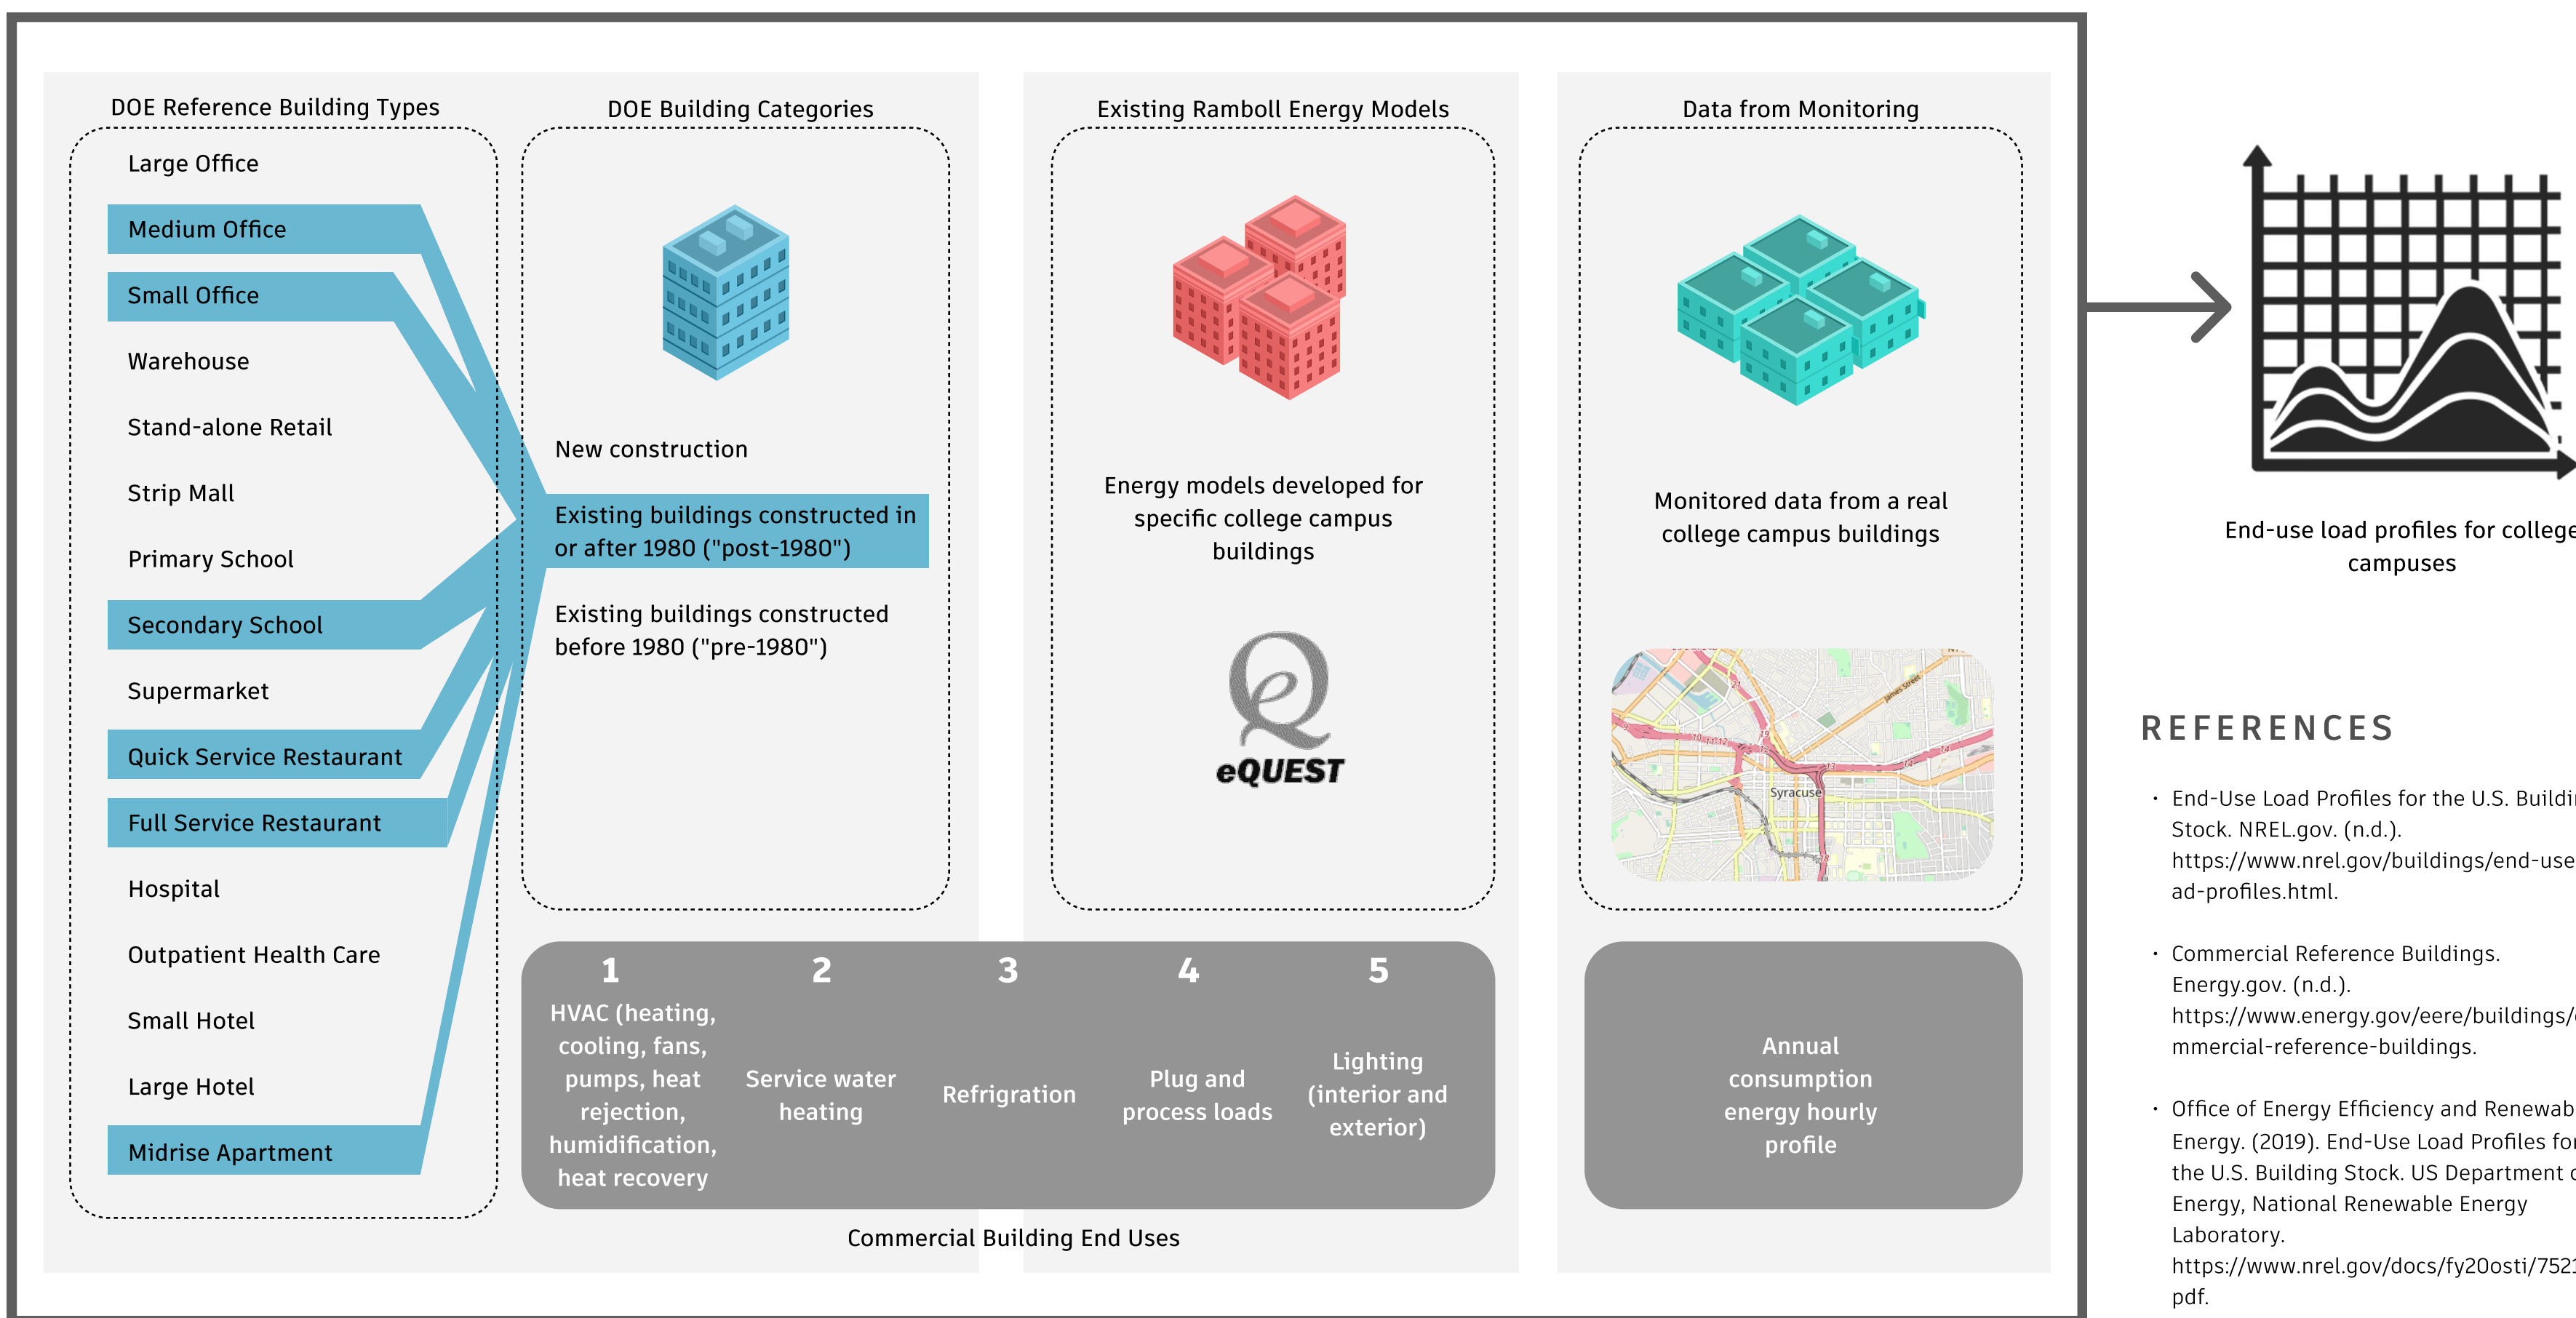 DOE Reference Building Types
Large Office
Medium Office
Small Office
Warehouse
Stand-alone Retail
Strip Mall
Primary School
Secondary School
Supermarket
Quick Service Restaurant
Full Service Restaurant
Hospital
Outpatient Health Care
Small Hotel
Large Hotel
Midrise Apartment
DOE Building Categories
New construction
Existing buildings constructed in
or after 1980 ("post-1980")
Existing buildings constructed
before 1980 ("pre-1980")
Existing Ramboll Energy Models
Energy models developed for
specific college campus
buildings
eQUEST
Data from Monitoring
Monitored data from a real
college campus buildings
James Street
Syracuse
1
HVAC (heating,
cooling, fans,
pumps, heat
rejection,
humidification,
heat recovery
2
Service water
heating
3
Refrigration
4
Plug and
process loads
5
Lighting
(interior and
exterior)
Commercial Building End Uses
Annual
consumption
energy hourly
profile
End-use load profiles for college
campuses
REFERENCES
• End-Use Load Profiles for the U.S. Buildin
Stock. NREL.gov. (n.d.).
https://www.nrel.gov/buildings/end-use
ad-profiles.html.
• Commercial Reference Buildings.
Energy.gov. (n.d.).
https://www.energy.gov/eere/buildings/
mmercial-reference-buildings.
• Office of Energy Efficiency and Renewab
Energy. (2019). End-Use Load Profiles for
the U.S. Building Stock. US Department
Energy, National Renewable Energy
Laboratory.
https://www.nrel.gov/docs/fy20osti/7521
pdf.